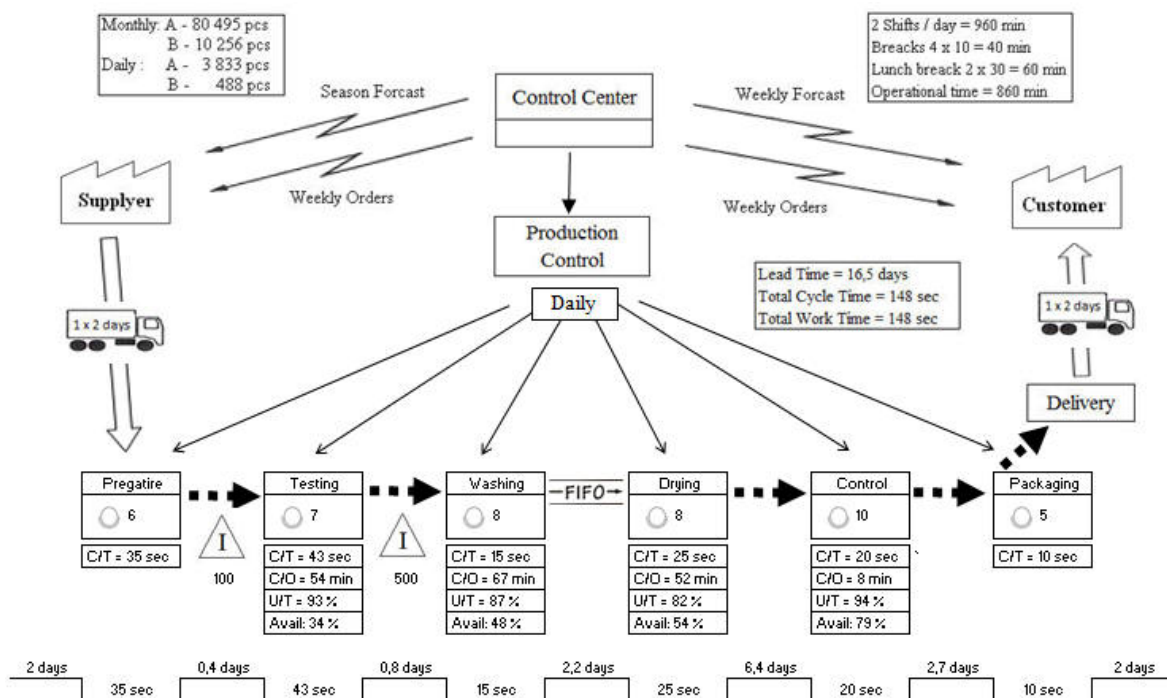 Monthly: A - 80 495 pcs
B - 10 256 pcs
Daily : A - 3 833 pcs
B - 488 pcs
2 Shifts / day = 960 min
Breacks 4 x 10 = 40 min
Lunch breack 2 x 30 = 60 min
Operational time = 860 min
Season Forcast
Control Center
Weekly Forcast
Supplyer
Weekly Orders
Weekly Orders
Customer
Production
Control
Daily
Lead Time = 16,5 days
Total Cycle Time = 148 sec
Total Work Time = 148 sec
1 x 2 days
1 x 2 days
Delivery
Pregatire
6
C/T = 35 sec
I
100
Testing
7
C/T = 43 sec
C/O = 54 min
U/T = 93 %
Avail: 34 %
I
500
Washing
8
C/T = 15 sec
C/O = 67 min
U/T = 87 %
Avail: 48 %
FIFO
Drying
8
C/T = 25 sec
C/O = 52 min
U/T = 82 %
Avail: 54 %
Control
10
C/T = 20 sec
C/O = 8 min
U/T = 94 %
Avail: 79 %
Packaging
5
C/T = 10 sec
2 days 0,4 days 0,8 days 2,2 days 6,4 days 2,7 days 2 days
35 sec 43 sec 15 sec 25 sec 20 sec 10 sec